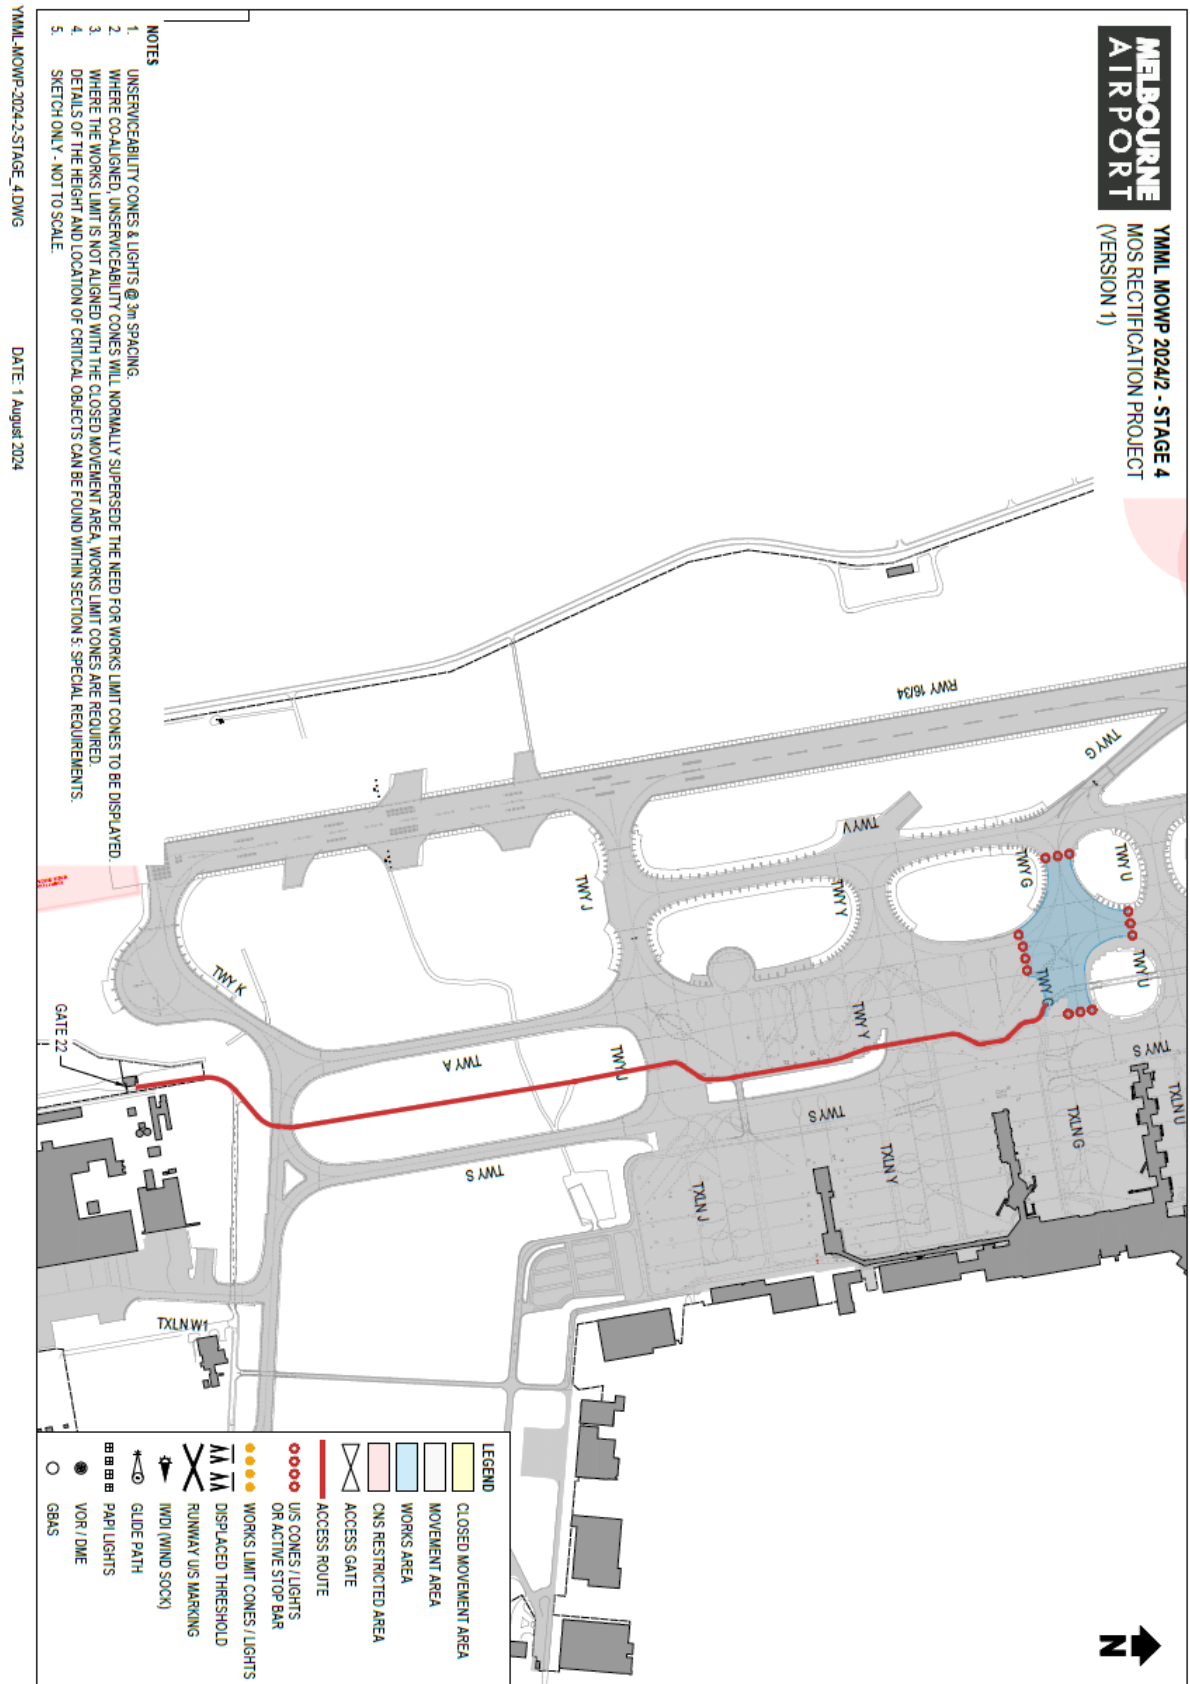 MELBOURNE
AIRPORT
YMML MOWP 2024/2 - STAGE 4
MOS RECTIFICATION PROJECT
(VERSION 1)
RWY 16/34
TWY G
TWY V
TWY U
TWY G
TWY Y
TWY J
TWY U
TWY G
TWY K
TWY Y
TWY S
TWY A
TWY J
TXLN U
TXLN G
TWY S
TXLN Y
TWY S
TXLN J
GATE 22
TXLN W1
NOTES
1. UNSERVICEABILITY CONES & LIGHTS @ 3m SPACING.
2. WHERE CO-ALIGNED, UNSERVICEABILITY CONES WILL NORMALLY SUPERSEDE THE NEED FOR WORKS LIMIT CONES TO BE DISPLAYED.
3. WHERE THE WORKS LIMIT IS NOT ALIGNED WITH THE CLOSED MOVEMENT AREA, WORKS LIMIT CONES ARE REQUIRED.
4. DETAILS OF THE HEIGHT AND LOCATION OF CRITICAL OBJECTS CAN BE FOUND WITHIN SECTION 5: SPECIAL REQUIREMENTS.
5. SKETCH ONLY - NOT TO SCALE.
LEGEND
CLOSED MOVEMENT AREA
MOVEMENT AREA
WORKS AREA
CNS RESTRICTED AREA
ACCESS GATE
ACCESS ROUTE
U/S CONES / LIGHTS
OR ACTIVE STOP BAR
WORKS LIMIT CONES / LIGHTS
DISPLACED THRESHOLD
RUNWAY U/S MARKING
IWDI (WIND SOCK)
GLIDE PATH
PAPI LIGHTS
VOR / DME
GBAS
N
YMML-MOWP-2024-2-STAGE_4.DWG
DATE: 1 August 2024